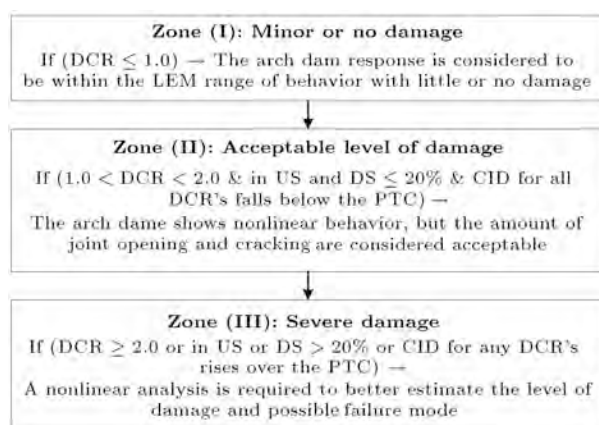 Zone (I): Minor or no damage
If (DCR ≤ 1.0) → The arch dam response is considered to
be within the LEM range of behavior with little or no damage
Zone (II): Acceptable level of damage
If (1.0 < DCR < 2.0 & in US and DS ≤ 20% & CID for all
DCR's falls below the PTC) →
The arch dame shows nonlinear behavior, but the amount of
joint opening and cracking are considered acceptable
Zone (III): Severe damage
If (DCR ≥ 2.0 or in US or DS > 20% or CID for any DCR's
rises over the PTC) →
A nonlinear analysis is required to better estimate the level of
damage and possible failure mode